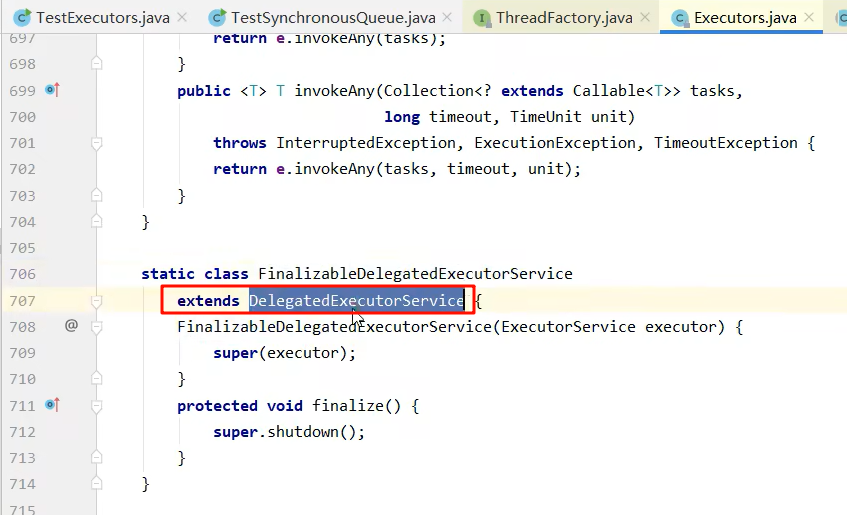 TestExecutors.java TestSynchronousQueue.java ThreadFactory.java Executors.java
697 return e.invokeAny(tasks);
698 }
699 public <T> T invokeAny(Collection<? extends Callable<T>> tasks,
700 long timeout, TimeUnit unit)
701 throws InterruptedException, ExecutionException, TimeoutException {
702 return e.invokeAny(tasks, timeout, unit);
703 }
704 }
705
706 static class FinalizableDelegatedExecutorService
707 extends DelegatedExecutorService {
708 @ FinalizableDelegatedExecutorService(ExecutorService executor) {
709 super(executor);
710 }
711 protected void finalize() {
712 super.shutdown();
713 }
714 }
715